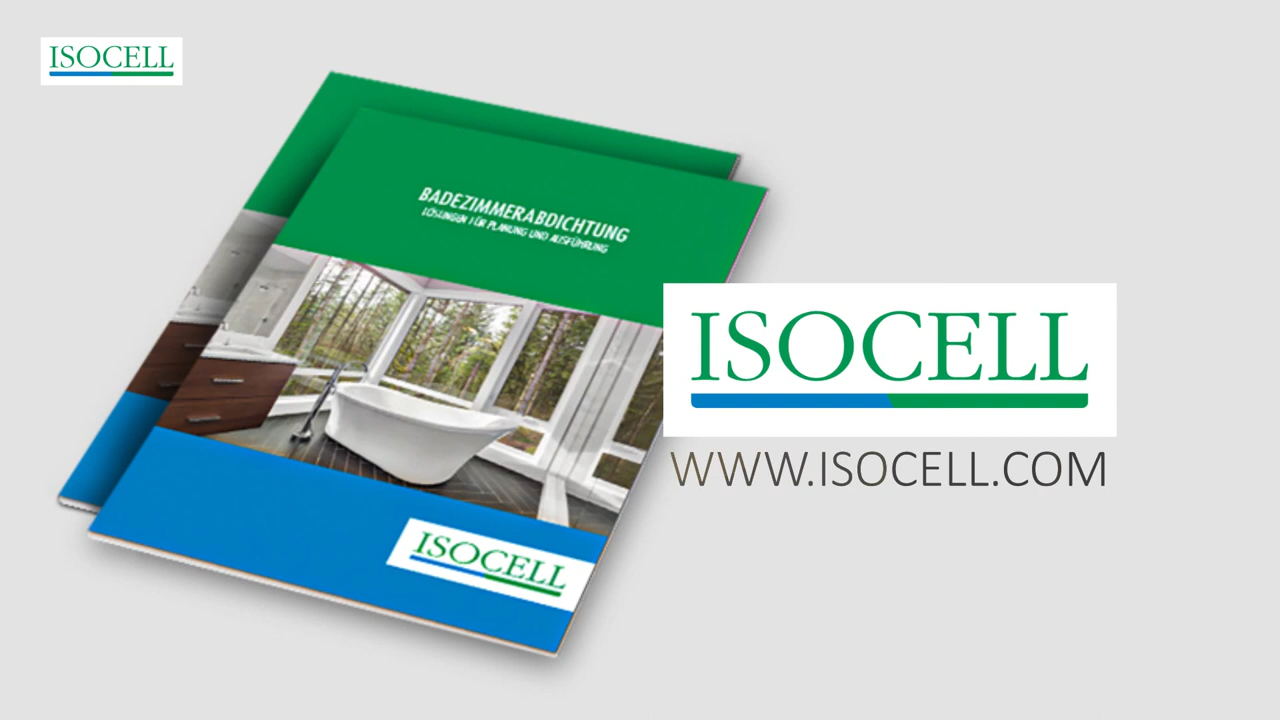 ISOCELL
BADEZIMMERABDICHTUNG
LÖSUNGEN FÜR PLANUNG UND AUSFÜHRUNG
ISOCELL
WWW.ISOCELL.COM
ISOCELL